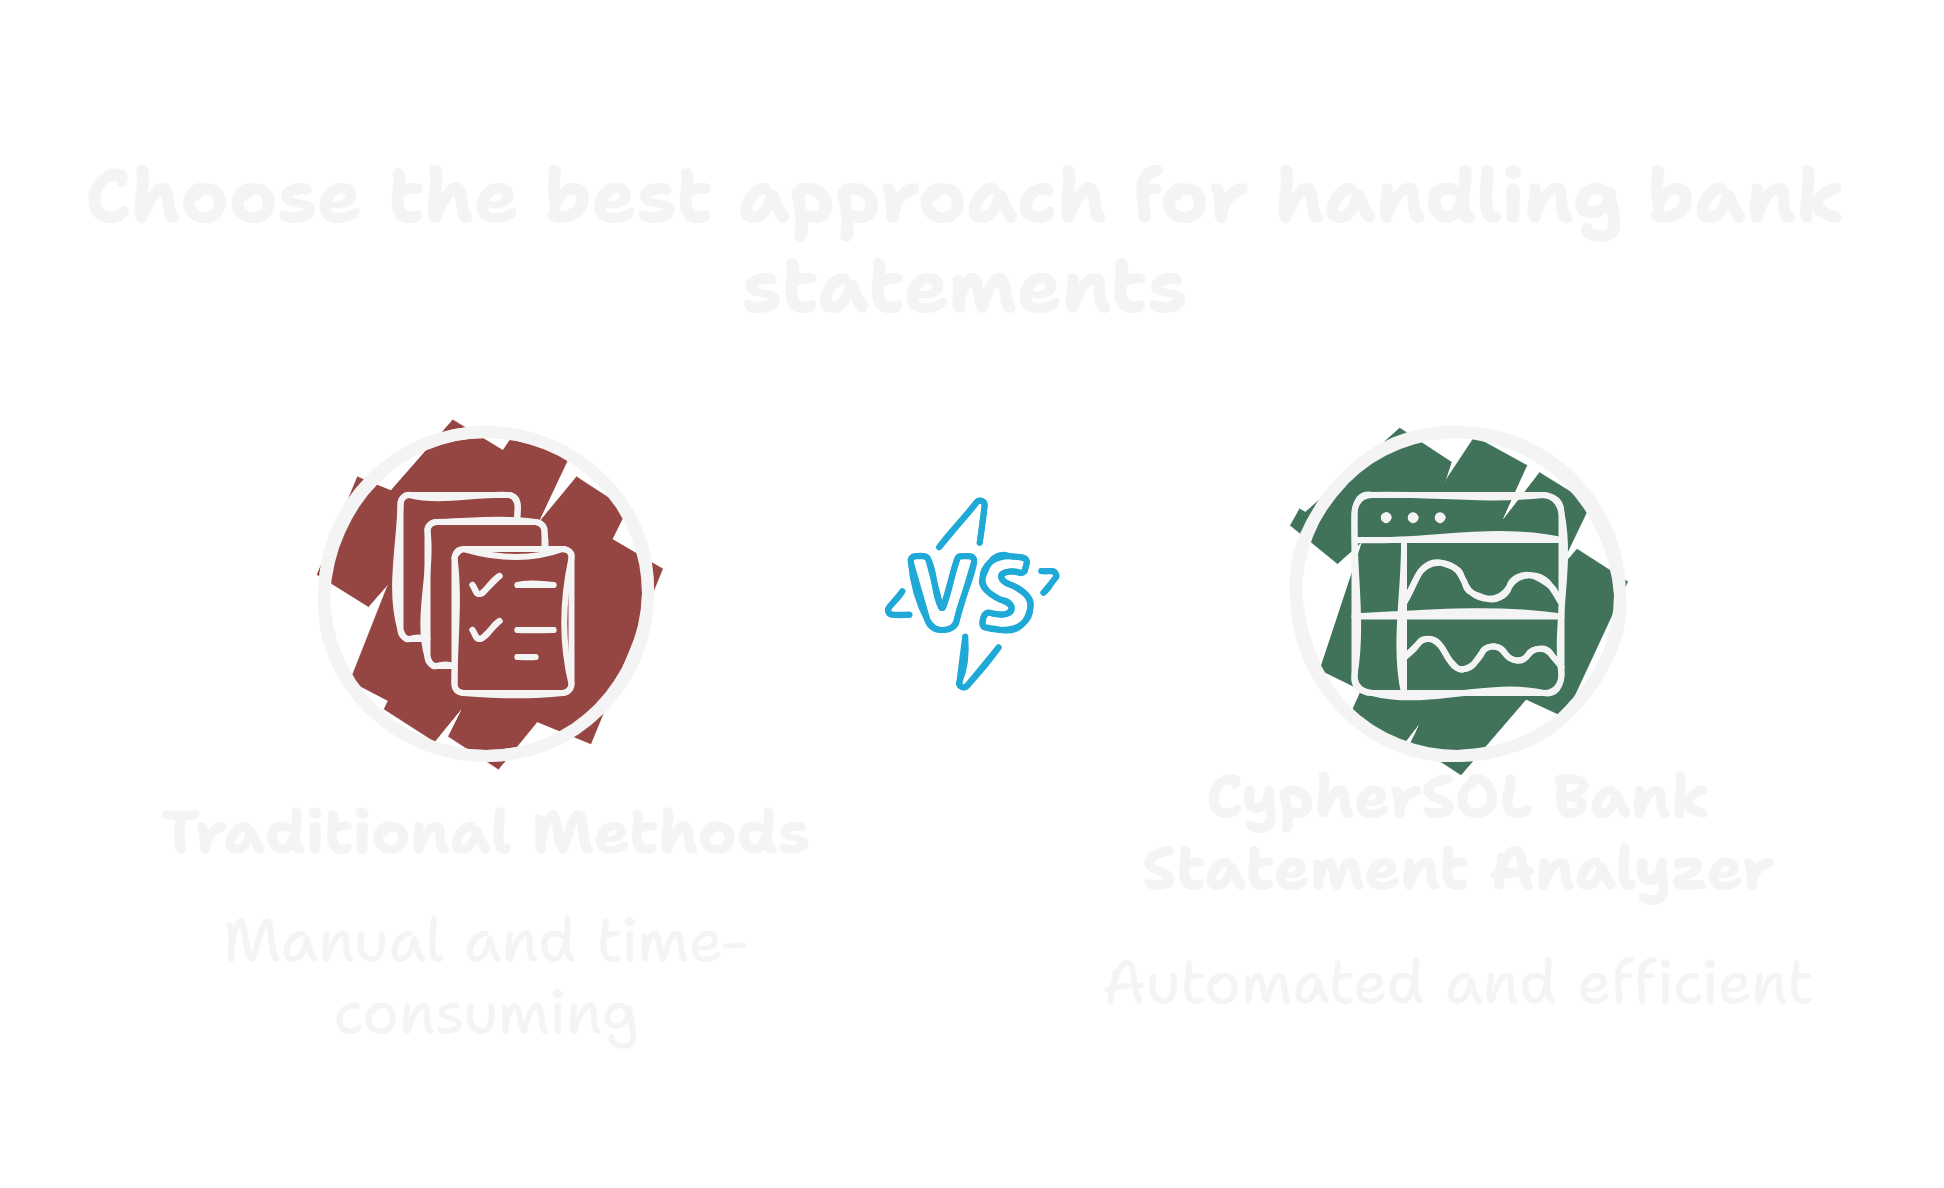 Choose the best approach for handling bank
statements
VS
Traditional Methods
Manual and time-
consuming
CypherSOL Bank
Statement Analyzer
Automated and efficient